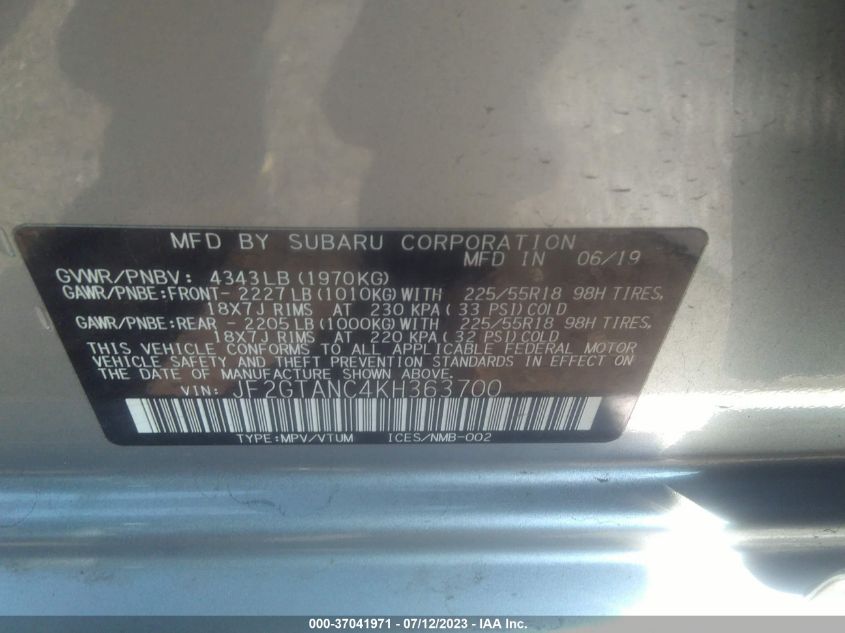 MFD BY SUBARU CORPORATION
MFD IN 06/19
GVWR/PNBV: 4343LB (1970KG)
GAWR/PNBE:FRONT- 2227LB(1010KG)WITH 225/55R18 98H TIRES,
18X7J RIMS AT 230 KPA(33 PSI)COLD
GAWR/PNBE:REAR - 2205LB(1000KG)WITH 225/55R18 98H TIRES,
18X7J RIMS AT 220 KPA(32 PSI)COLD
THIS VEHICLE CONFORMS TO ALL APPLICABLE FEDERAL MOTOR
VEHICLE SAFETY AND THEFT PREVENTION STANDARDS IN EFFECT ON
THE DATE OF MANUFACTURE SHOWN ABOVE.
VIN: JF2GTANC4KH363700
TYPE:MPV/VTUM ICES/NMB-002
000-37041971 - 07/12/2023 - IAA Inc.